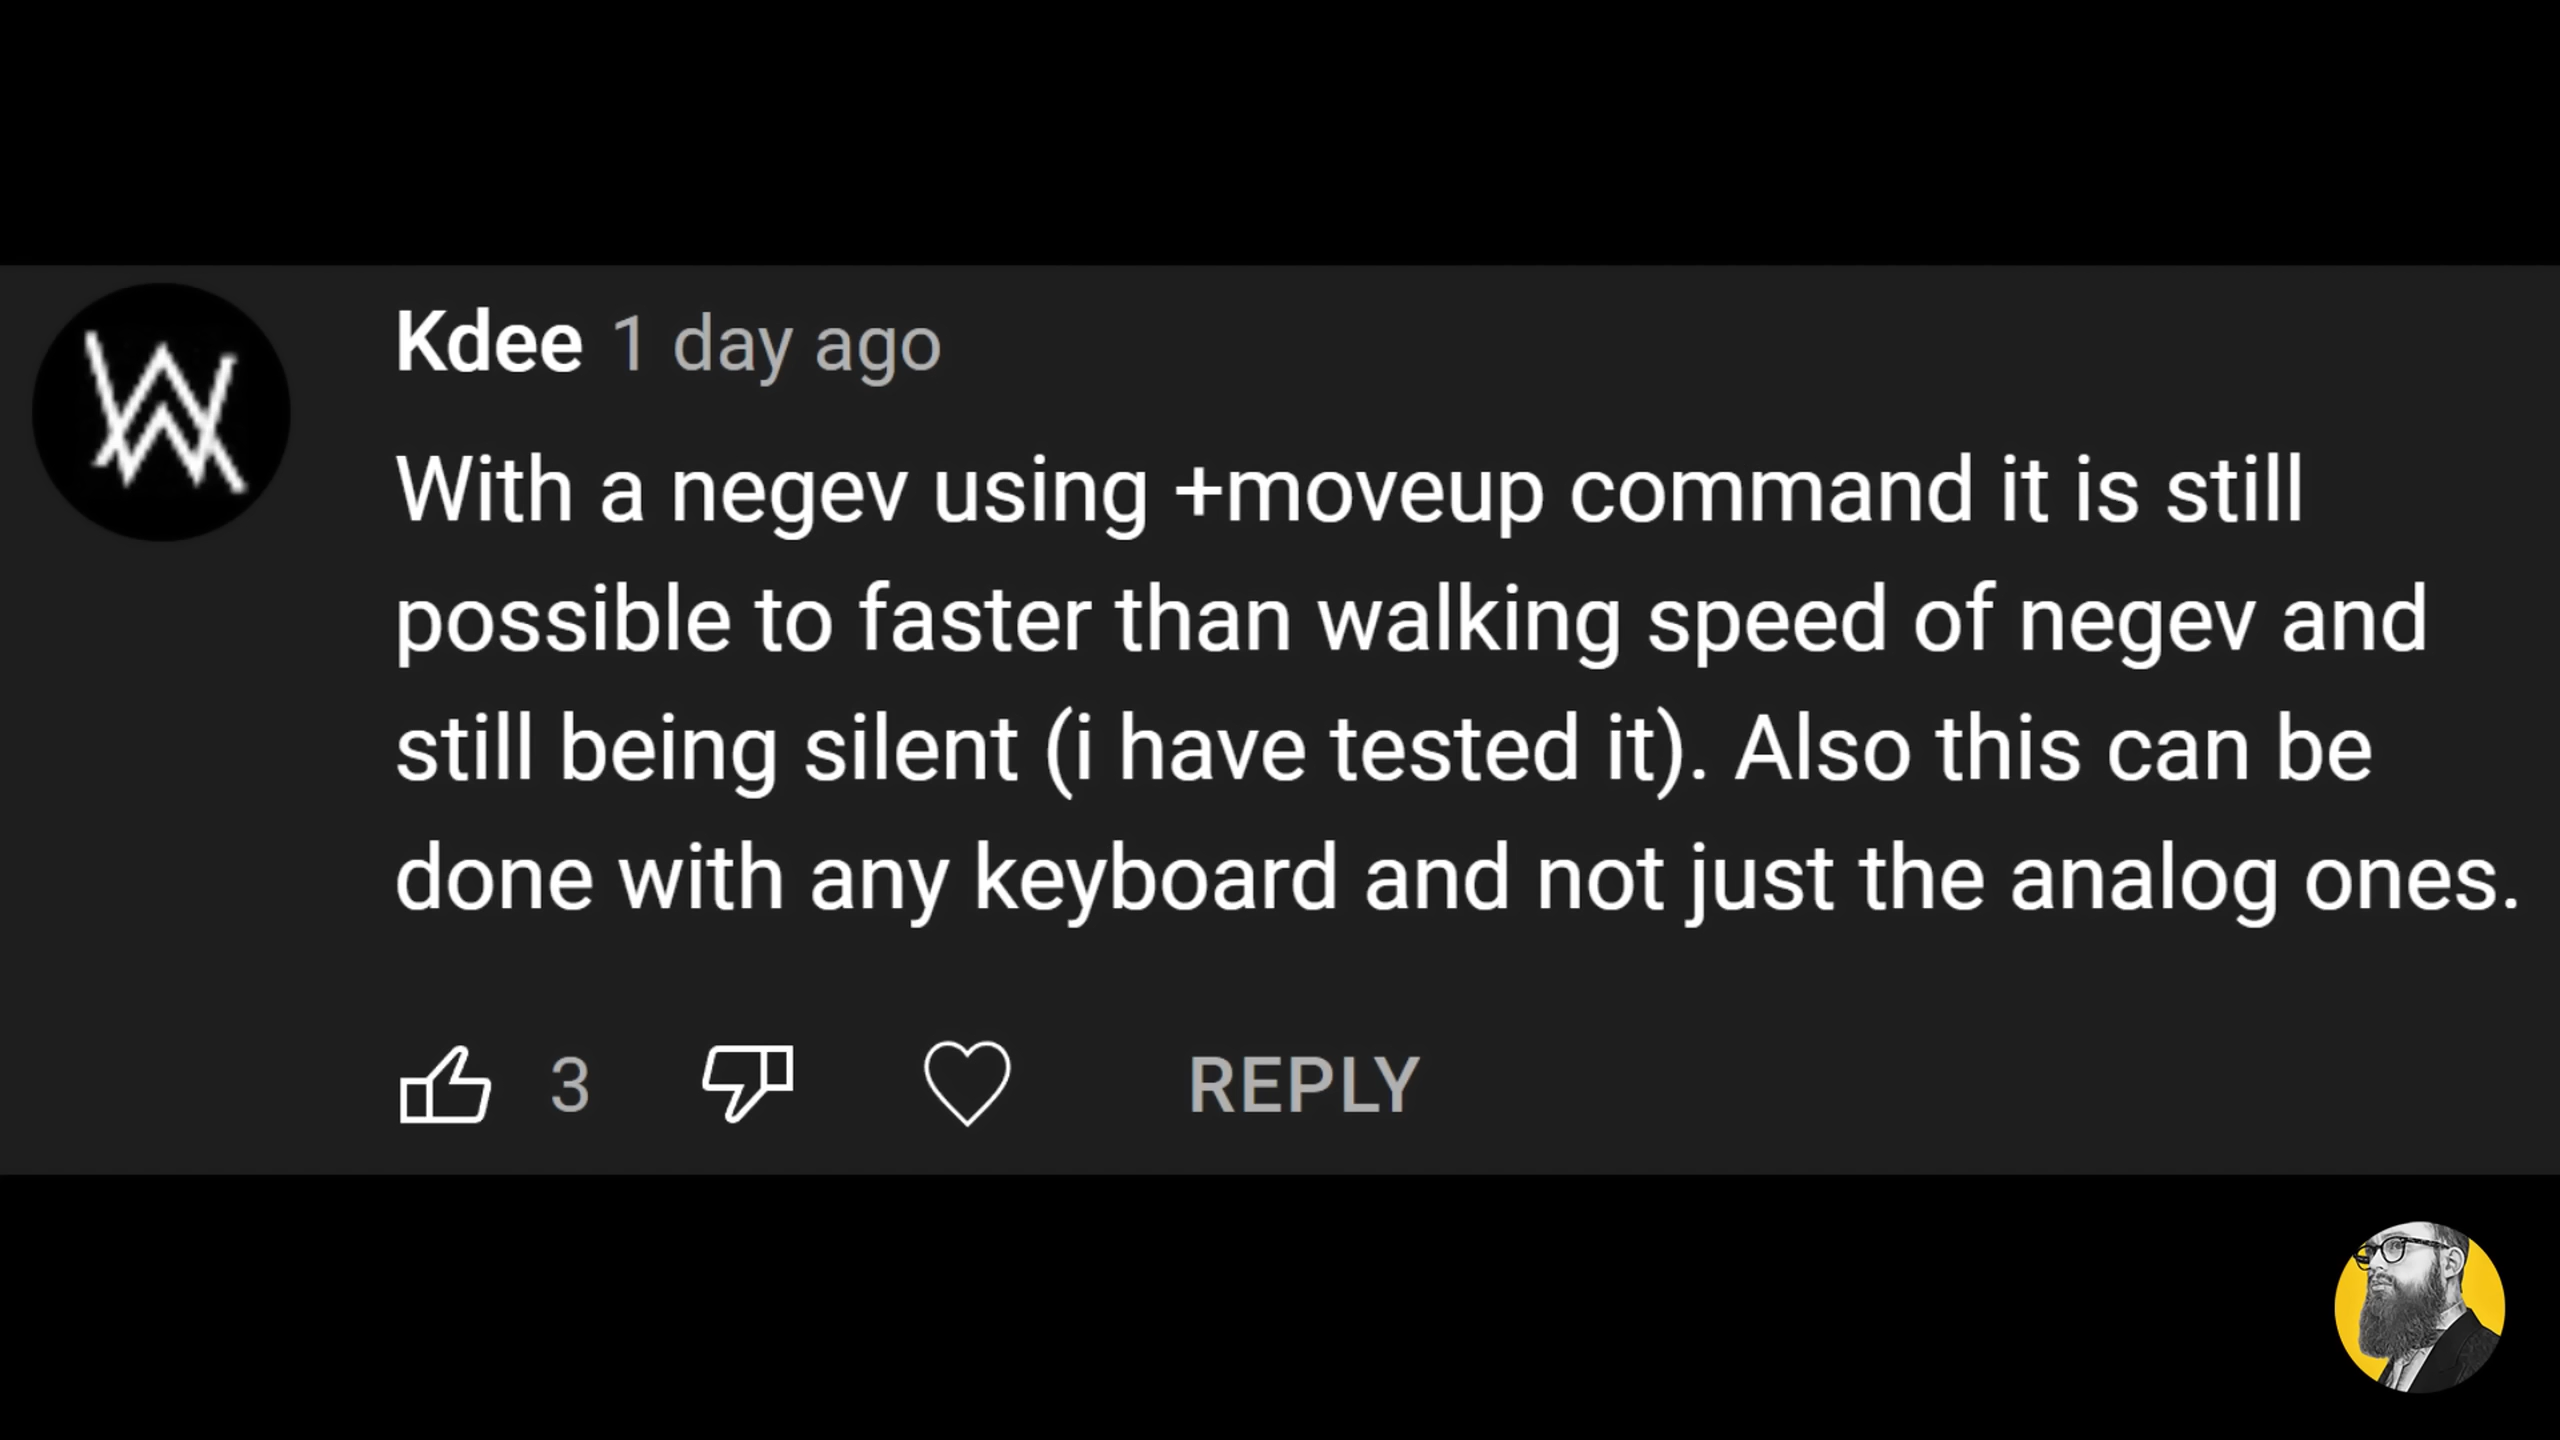 Kdee 1 day ago
With a negev using +moveup command it is still
possible to faster than walking speed of negev and
still being silent (i have tested it). Also this can be
done with any keyboard and not just the analog ones.
3 REPLY